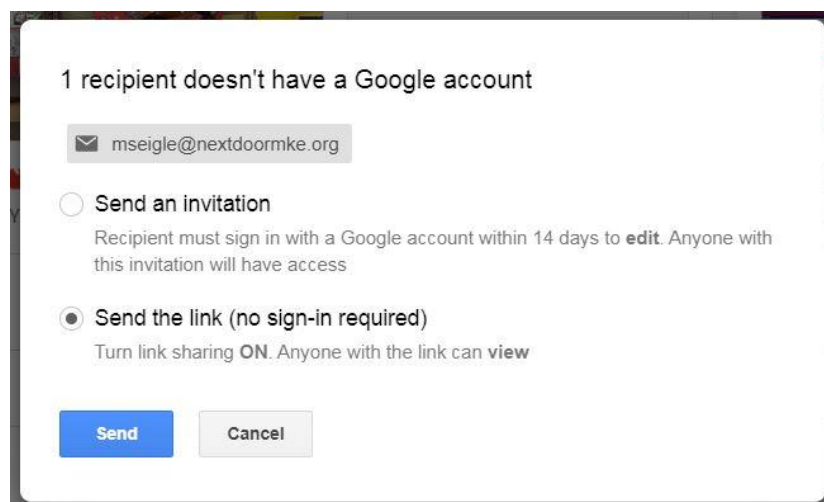 1 recipient doesn't have a Google account
mseigle@nextdoormke.org
Send an invitation
Recipient must sign in with a Google account within 14 days to edit. Anyone with
this invitation will have access
Send the link (no sign-in required)
Turn link sharing ON. Anyone with the link can view
Send
Cancel